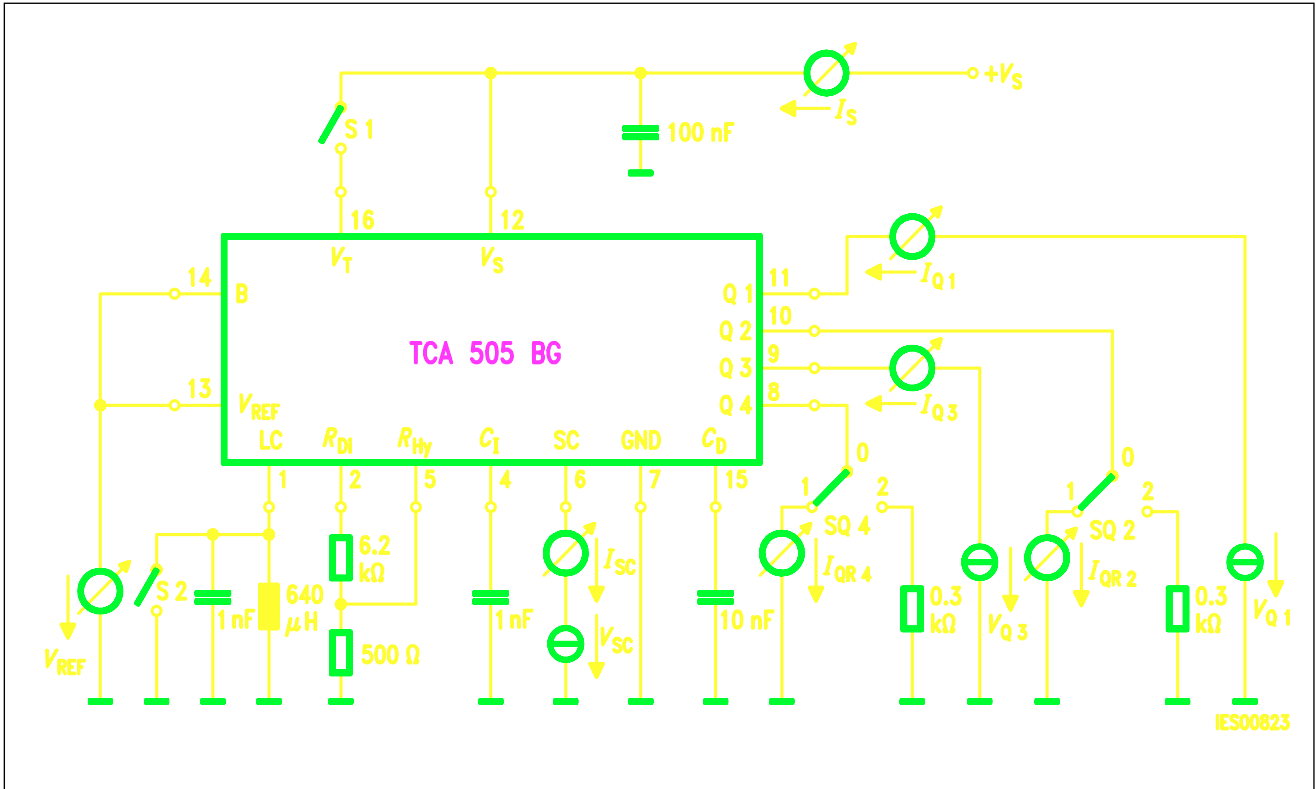 +VS
IS
S 1
100 nF
16
12
VT
VS
14
B
Q 1
11
IQ1
10
Q 2
TCA 505 BG
9
Q 3
13
VREF
8
Q 4
IQ3
LC
RDI
RHy
CI
SC
GND
CD
1
2
5
4
6
7
15
0
1
2
SQ 4
0
1
2
SQ 2
6.2
kΩ
ISC
IQR 4
IQR 2
S 2
1 nF
640
μH
1 nF
10 nF
0.3
kΩ
VQ 3
0.3
kΩ
VQ 1
VREF
500 Ω
VSC
IES00823